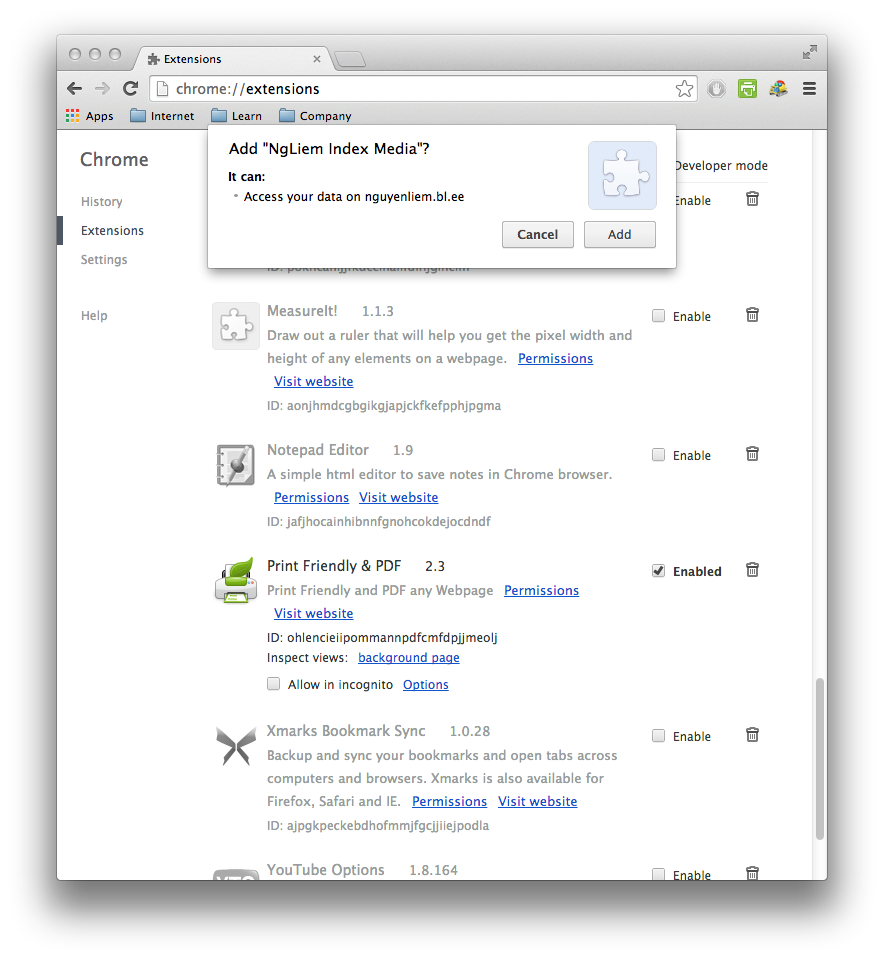 Extensions
chrome://extensions
Apps Internet Learn Company
Chrome
History
Extensions
Settings
Help
Add "NgLiem Index Media"?
It can:
Access your data on nguyenliem.bl.ee
Cancel Add
Developer mode
Enable
MeasureIt! 1.1.3
Enable
Draw out a ruler that will help you get the pixel width and
height of any elements on a webpage. Permissions
Visit website
ID: aonjhmdcgbgikgjapjckfkefpphjpgma
Notepad Editor 1.9
Enable
A simple html editor to save notes in Chrome browser.
Permissions Visit website
ID: jafjhocainhibnnfgnohcokdejocdndf
Print Friendly & PDF 2.3
Enabled
Print Friendly and PDF any Webpage Permissions
Visit website
ID: ohlencieiipommannpdfcmfdpjjmeolj
Inspect views: background page
Allow in incognito Options
Xmarks Bookmark Sync 1.0.28
Enable
Backup and sync your bookmarks and open tabs across
computers and browsers. Xmarks is also available for
Firefox, Safari and IE. Permissions Visit website
ID: ajpgkpeckebdhofmmjfgcjjiiejpodla
YouTube Options 1.8.164
Enable